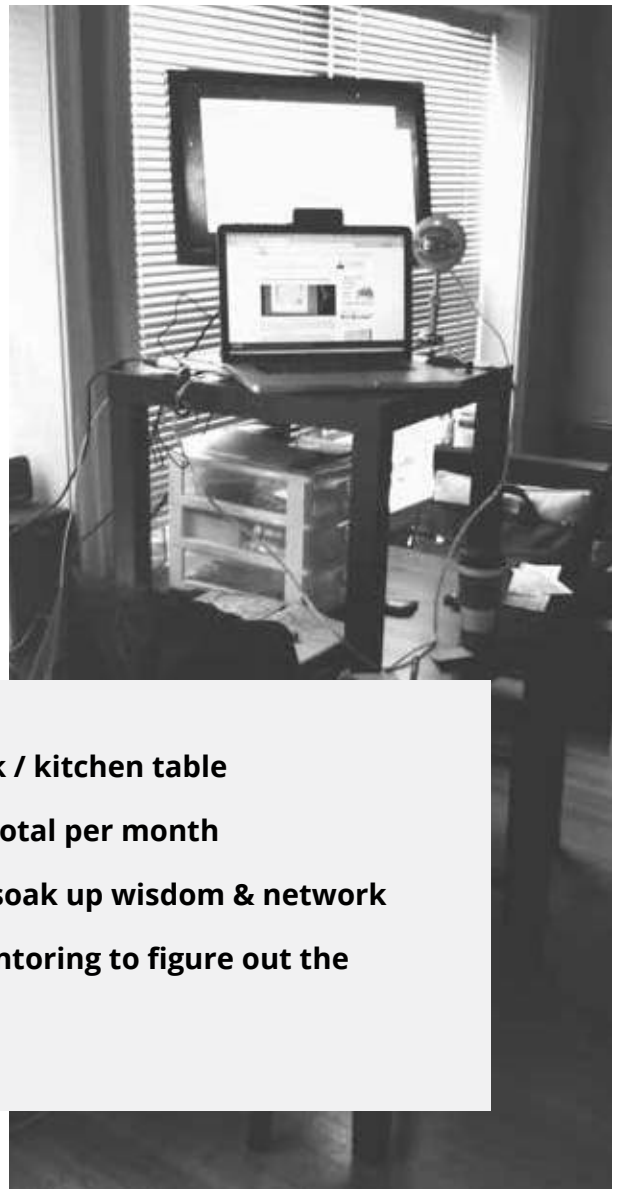 / kitchen table
otal per month
soak up wisdom & network
ntoring to figure out the